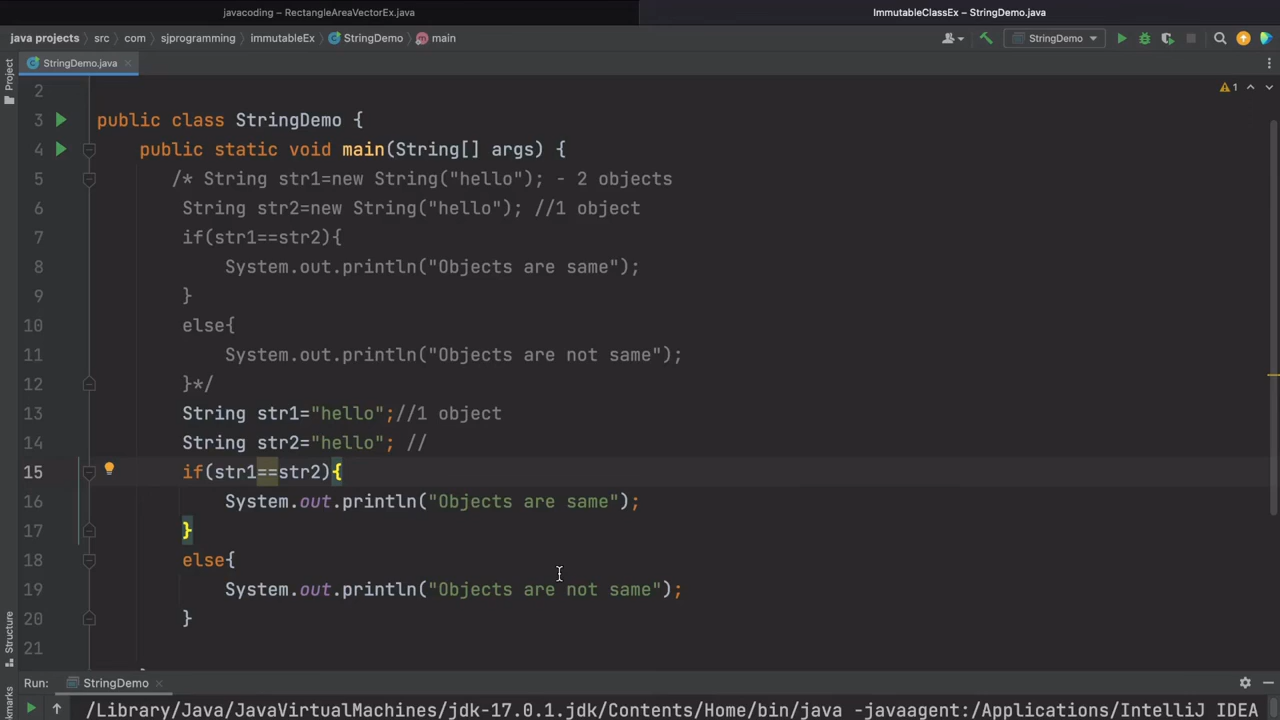 javacoding – RectangleAreaVectorEx.java
ImmutableClassEx – StringDemo.java
java projects src com sjprogramming immutableEx StringDemo main
StringDemo
StringDemo.java
Project
2
3 public class StringDemo {
4 public static void main(String[] args) {
5 /* String str1=new String("hello"); - 2 objects
6 String str2=new String("hello"); //1 object
7 if(str1==str2){
8 System.out.println("Objects are same");
9 }
10 else{
11 System.out.println("Objects are not same");
12 }*/
13 String str1="hello";//1 object
14 String str2="hello"; //
15 if(str1==str2){
16 System.out.println("Objects are same");
17 }
18 else{
19 System.out.println("Objects are not same");
20 }
21
1
Structure
Run: StringDemo
/Library/Java/JavaVirtualMachines/jdk-17.0.1.jdk/Contents/Home/bin/java -javaagent:/Applications/IntelliJ IDEA